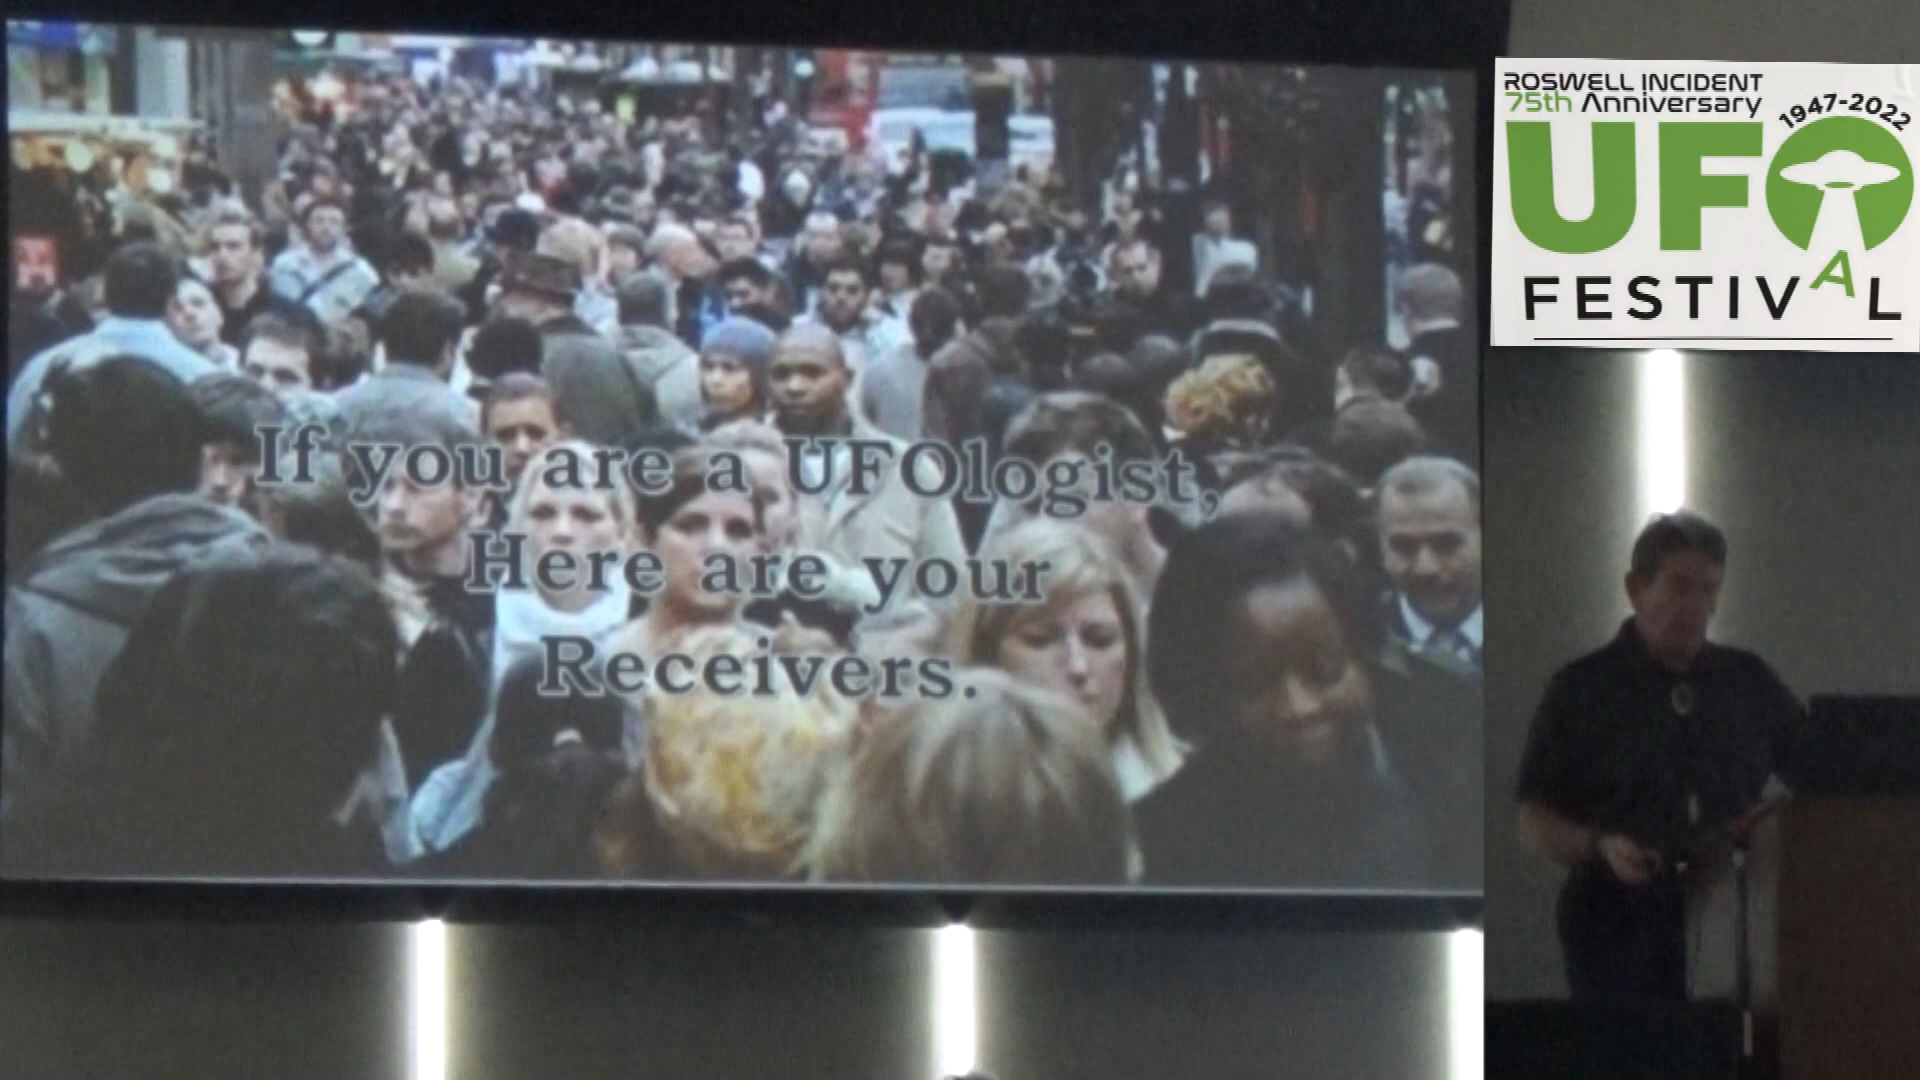 If you are a UFOlogist,
Here are your
Receivers.
ROSWELL INCIDENT
75th Anniversary
1947-2022
UFO
FESTIVAL